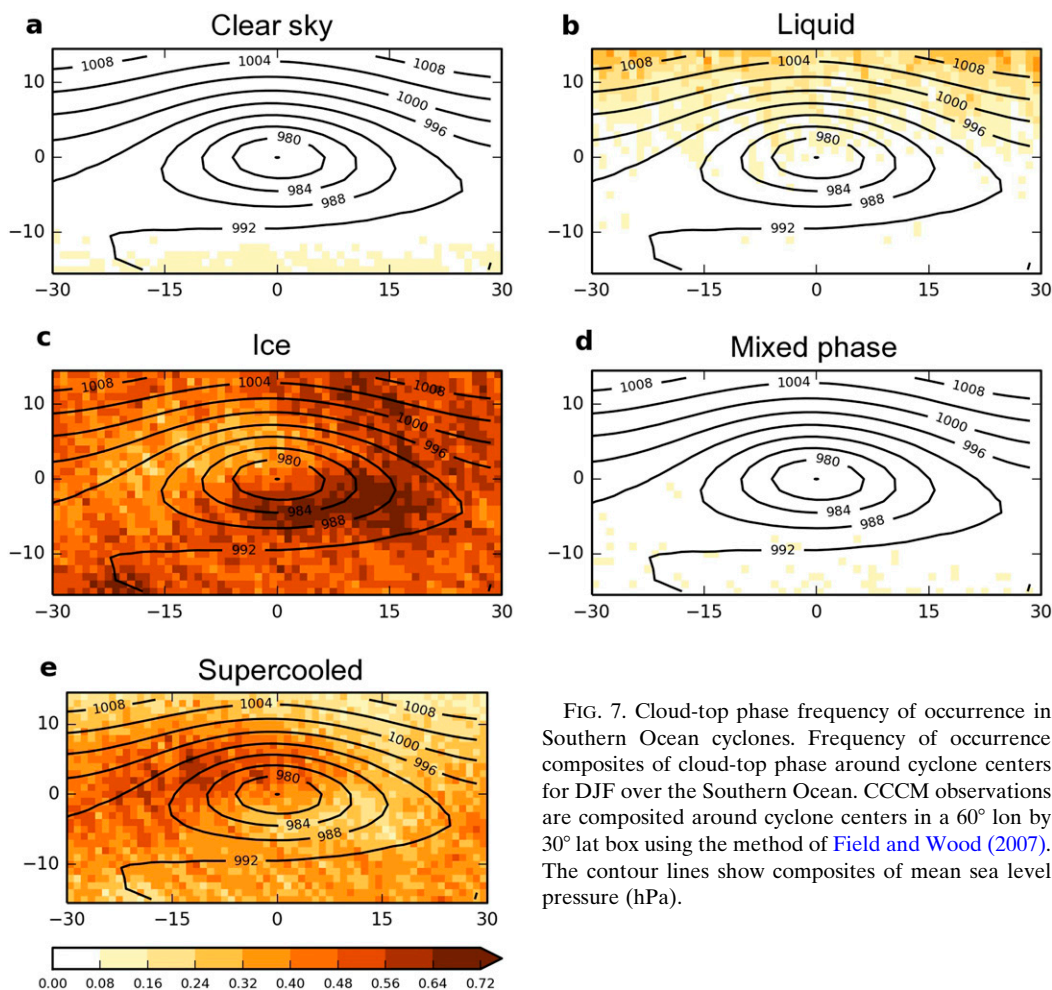 a Clear sky
1008 1004 1008
10
1000
996
980
0
984
988
992
−10
−30 −15 0 15 30
b Liquid
1008 1004 1008
10
1000
996
980
0
984
988
992
−10
−30 −15 0 15 30
c Ice
1008 1004 1008
10
1000
996
980
0
984
988
992
−10
−30 −15 0 15 30
d Mixed phase
1008 1004 1008
10
1000
996
980
0
984
988
992
−10
−30 −15 0 15 30
e Supercooled
1008 1004 1008
10
1000
996
980
0
984
988
992
−10
−30 −15 0 15 30
0.00 0.08 0.16 0.24 0.32 0.40 0.48 0.56 0.64 0.72
FIG. 7. Cloud-top phase frequency of occurrence in
Southern Ocean cyclones. Frequency of occurrence
composites of cloud-top phase around cyclone centers
for DJF over the Southern Ocean. CCCM observations
are composited around cyclone centers in a 60° lon by
30° lat box using the method of Field and Wood (2007).
The contour lines show composites of mean sea level
pressure (hPa).